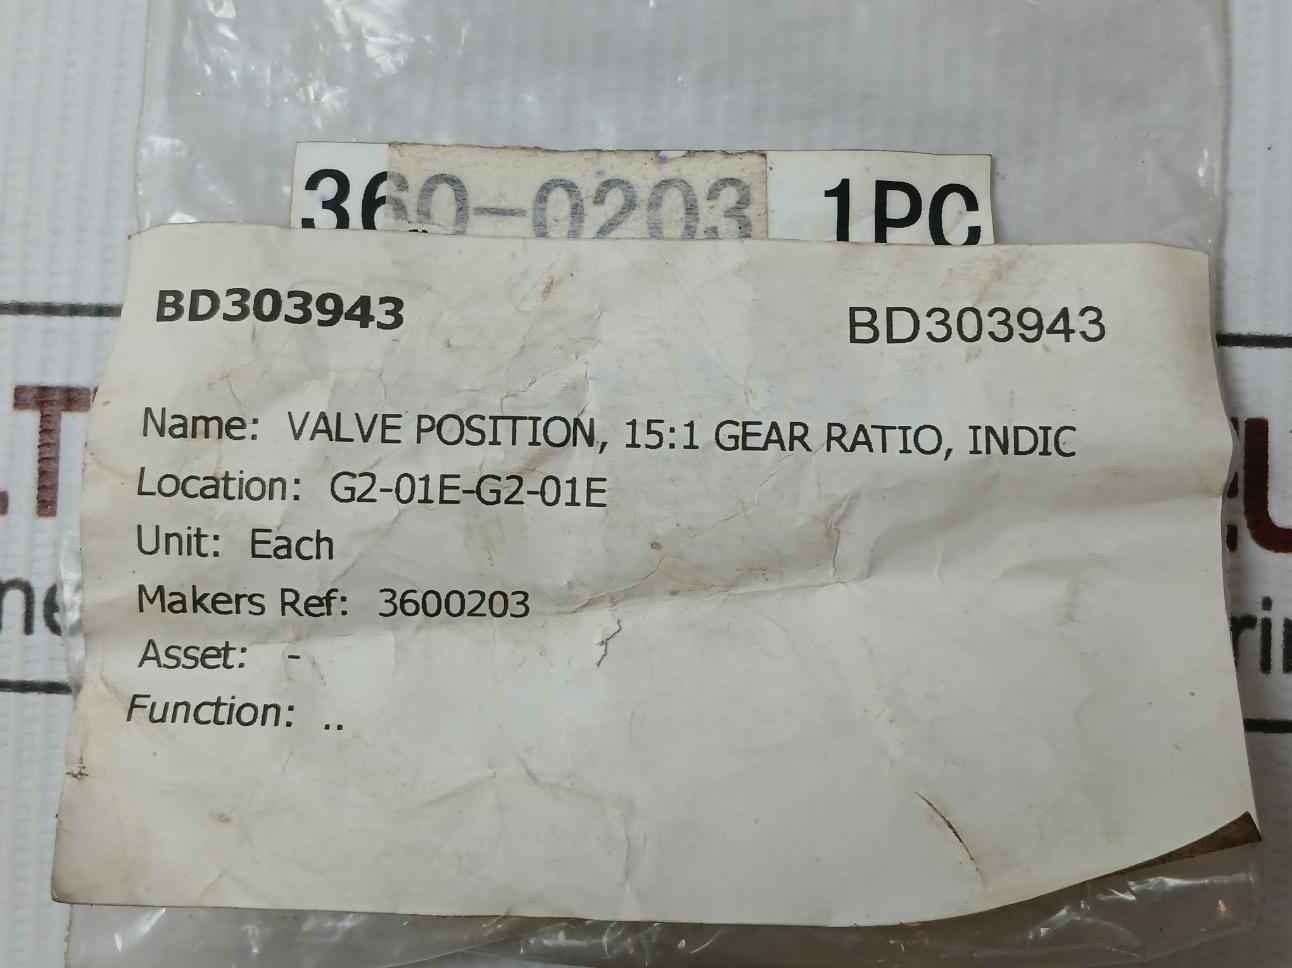 360-0203 1PC
BD303943 BD303943
Name: VALVE POSITION, 15:1 GEAR RATIO, INDIC
Location: G2-01E-G2-01E
Unit: Each
Makers Ref: 3600203
Asset: -
Function: ..